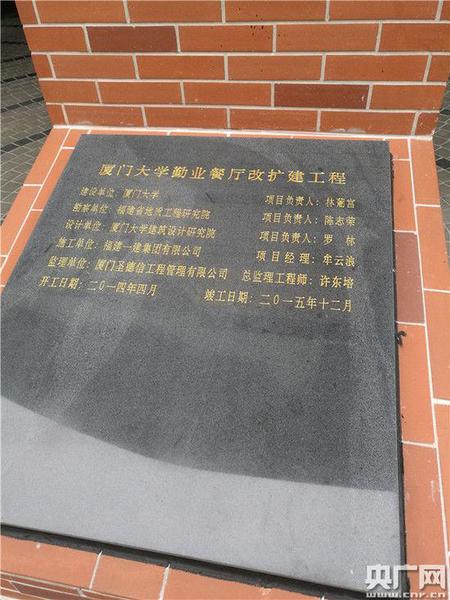 厦门大学勤业餐厅改扩建工程
建设单位：厦门大学 项目负责人：林菊宫
勘察单位：福建省地质工程研究院 项目负责人：陈志荣
设计单位：厦门大学建筑设计研究院 项目负责人：罗 林
施工单位：福建一建集团有限公司 项目经理：牟云浪
监理单位：厦门圣德信工程管理有限公司 总监理工程师：许东培
开工日期：二〇一四年四月 竣工日期：二〇一五年十二月
央广网
www.cnr.cn